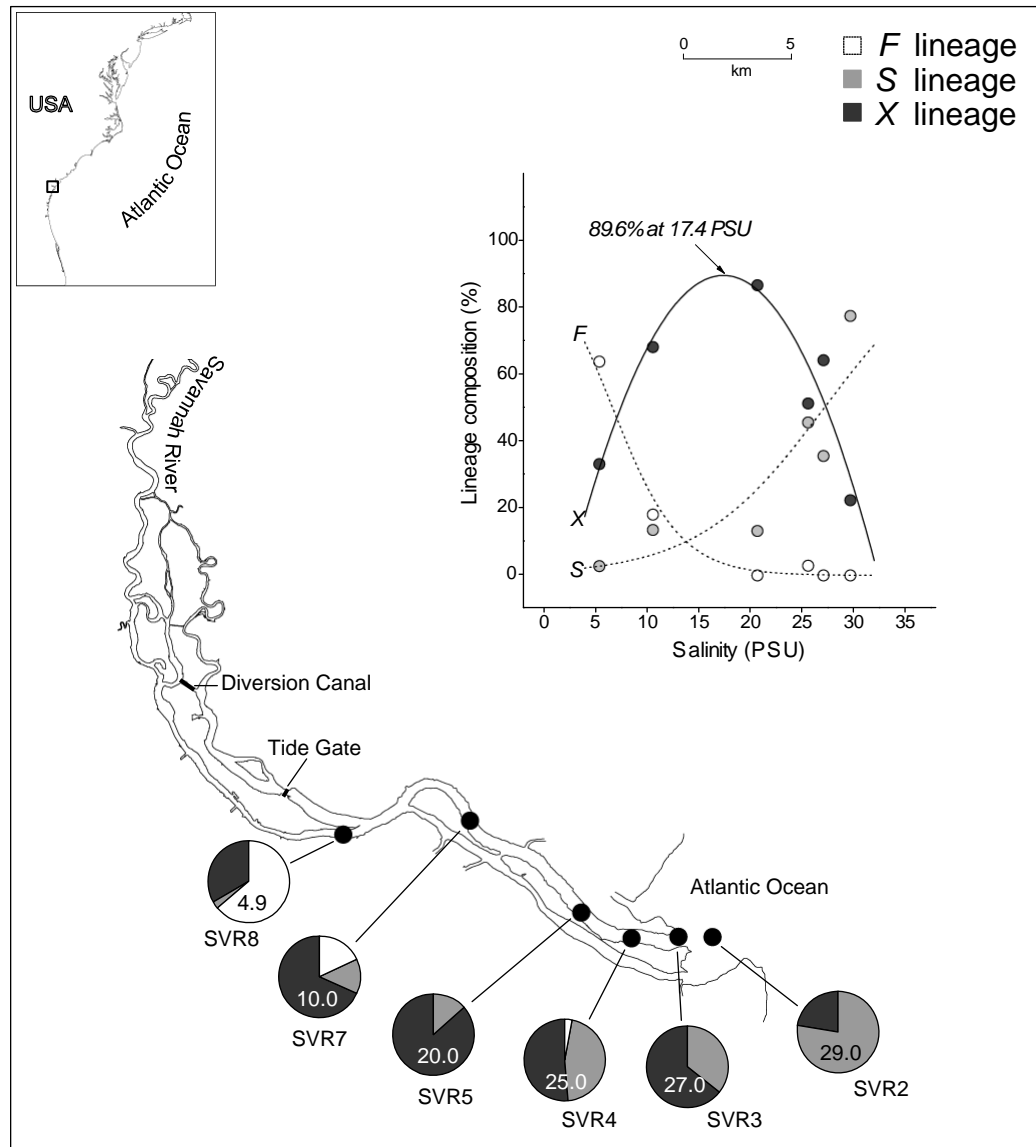 USA
Atlantic Ocean
0 5
km
F lineage
S lineage
X lineage
89.6% at 17.4 PSU
Lineage composition (%)
100
80
60
40
20
0
F
X
S
0 5 10 15 20 25 30 35
Salinity (PSU)
Savannah River
Diversion Canal
Tide Gate
Atlantic Ocean
4.9
SVR8
10.0
SVR7
20.0
SVR5
25.0
SVR4
27.0
SVR3
29.0
SVR2